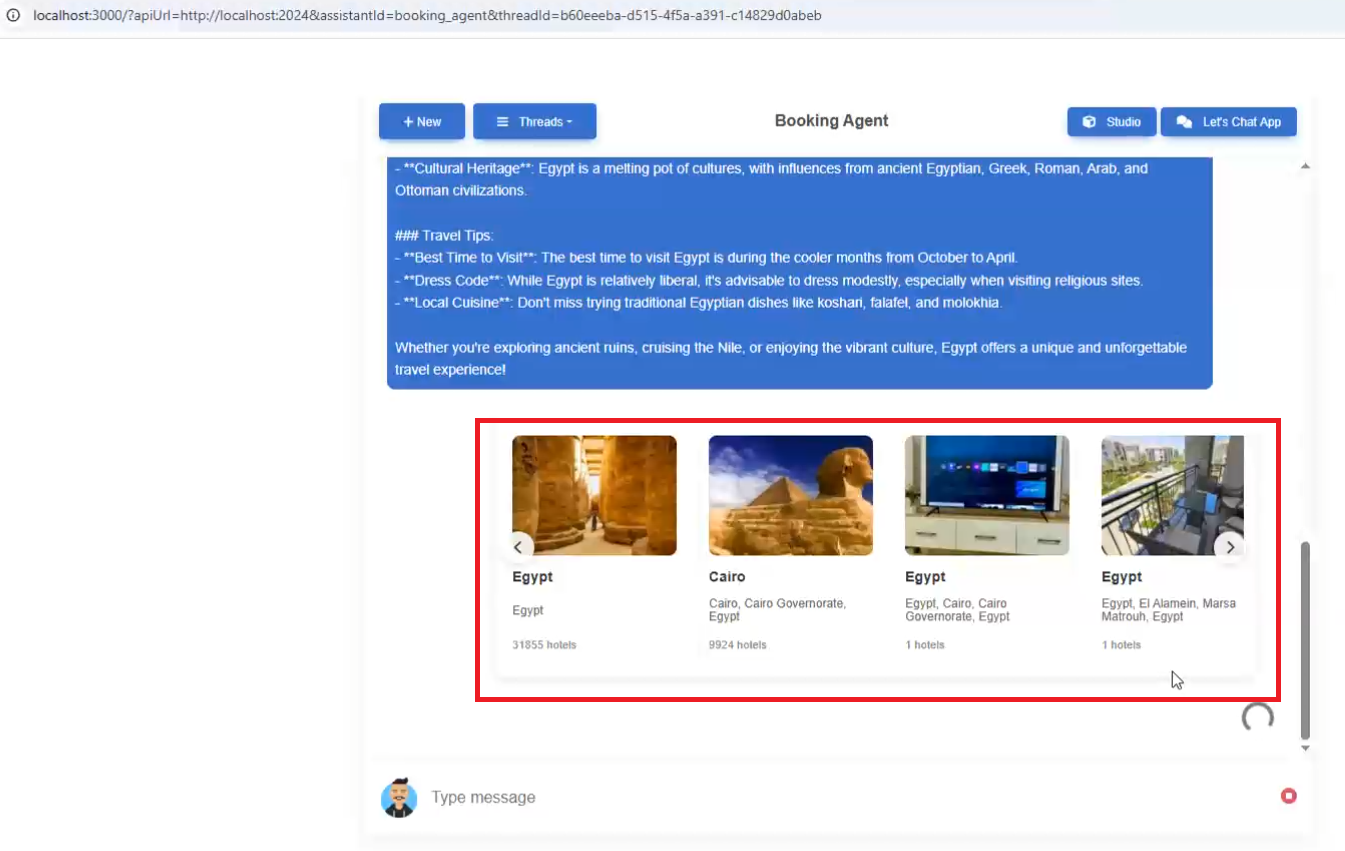 localhost:3000/?apiUrl=http://localhost:2024&assistantId=booking_agent&threadId=b60eeeba-d515-4f5a-a391-c14829d0abeb
+ New
Threads
Booking Agent
Studio
Let's Chat App
- **Cultural Heritage**: Egypt is a melting pot of cultures, with influences from ancient Egyptian, Greek, Roman, Arab, and
Ottoman civilizations.
### Travel Tips:
- **Best Time to Visit**: The best time to visit Egypt is during the cooler months from October to April.
- **Dress Code**: While Egypt is relatively liberal, it's advisable to dress modestly, especially when visiting religious sites.
- **Local Cuisine**: Don't miss trying traditional Egyptian dishes like koshari, falafel, and molokhia.
Whether you're exploring ancient ruins, cruising the Nile, or enjoying the vibrant culture, Egypt offers a unique and unforgettable
travel experience!
Egypt
Egypt
31855 hotels
Cairo
Cairo, Cairo Governorate,
Egypt
9924 hotels
Egypt
Egypt, Cairo, Cairo
Governorate, Egypt
1 hotels
Egypt
Egypt, El Alamein, Marsa
Matrouh, Egypt
1 hotels
Type message